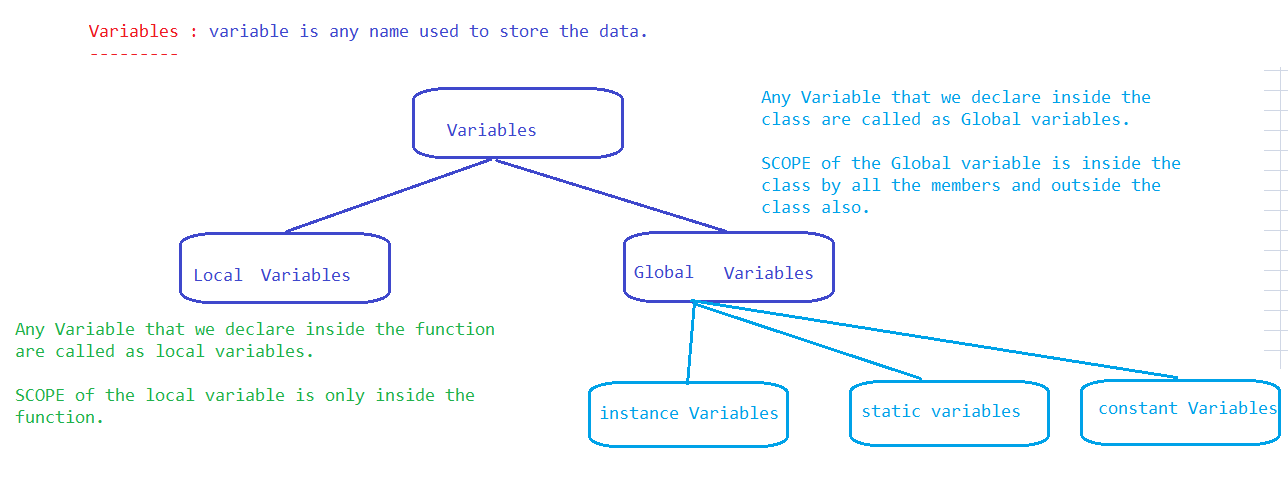 Variables : variable is any name used to store the data.
---------
Any Variable that we declare inside the
class are called as Global variables.
SCOPE of the Global variable is inside the
class by all the members and outside the
class also.
Variables
Local Variables
Global Variables
Any Variable that we declare inside the function
are called as local variables.
SCOPE of the local variable is only inside the
function.
instance Variables
static variables
constant Variables